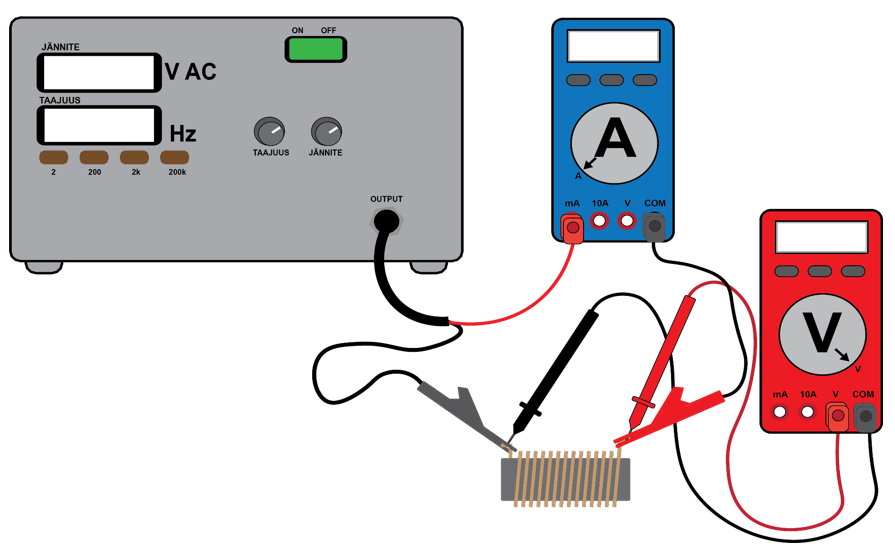 JÄNNITE
V AC
TAAJUUS
Hz
2 200 2k 200k
ON OFF
TAAJUUS JÄNNITE
OUTPUT
A
A
mA 10A V COM
V
V
mA 10A V COM